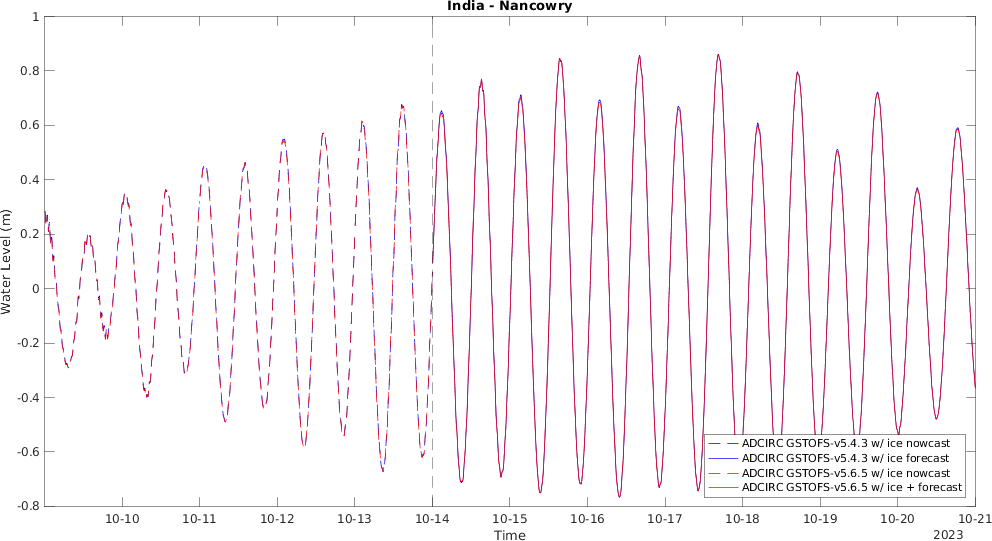 India - Nancowry
1
0.8
0.6
0.4
0.2
0
-0.2
-0.4
-0.6
-0.8
Water Level (m)
ADCIRC GSTOFS-v5.4.3 w/ ice nowcast
ADCIRC GSTOFS-v5.4.3 w/ ice forecast
ADCIRC GSTOFS-v5.6.5 w/ ice nowcast
ADCIRC GSTOFS-v5.6.5 w/ ice + forecast
10-10 10-11 10-12 10-13 10-14 10-15 10-16 10-17 10-18 10-19 10-20 10-21
Time
2023